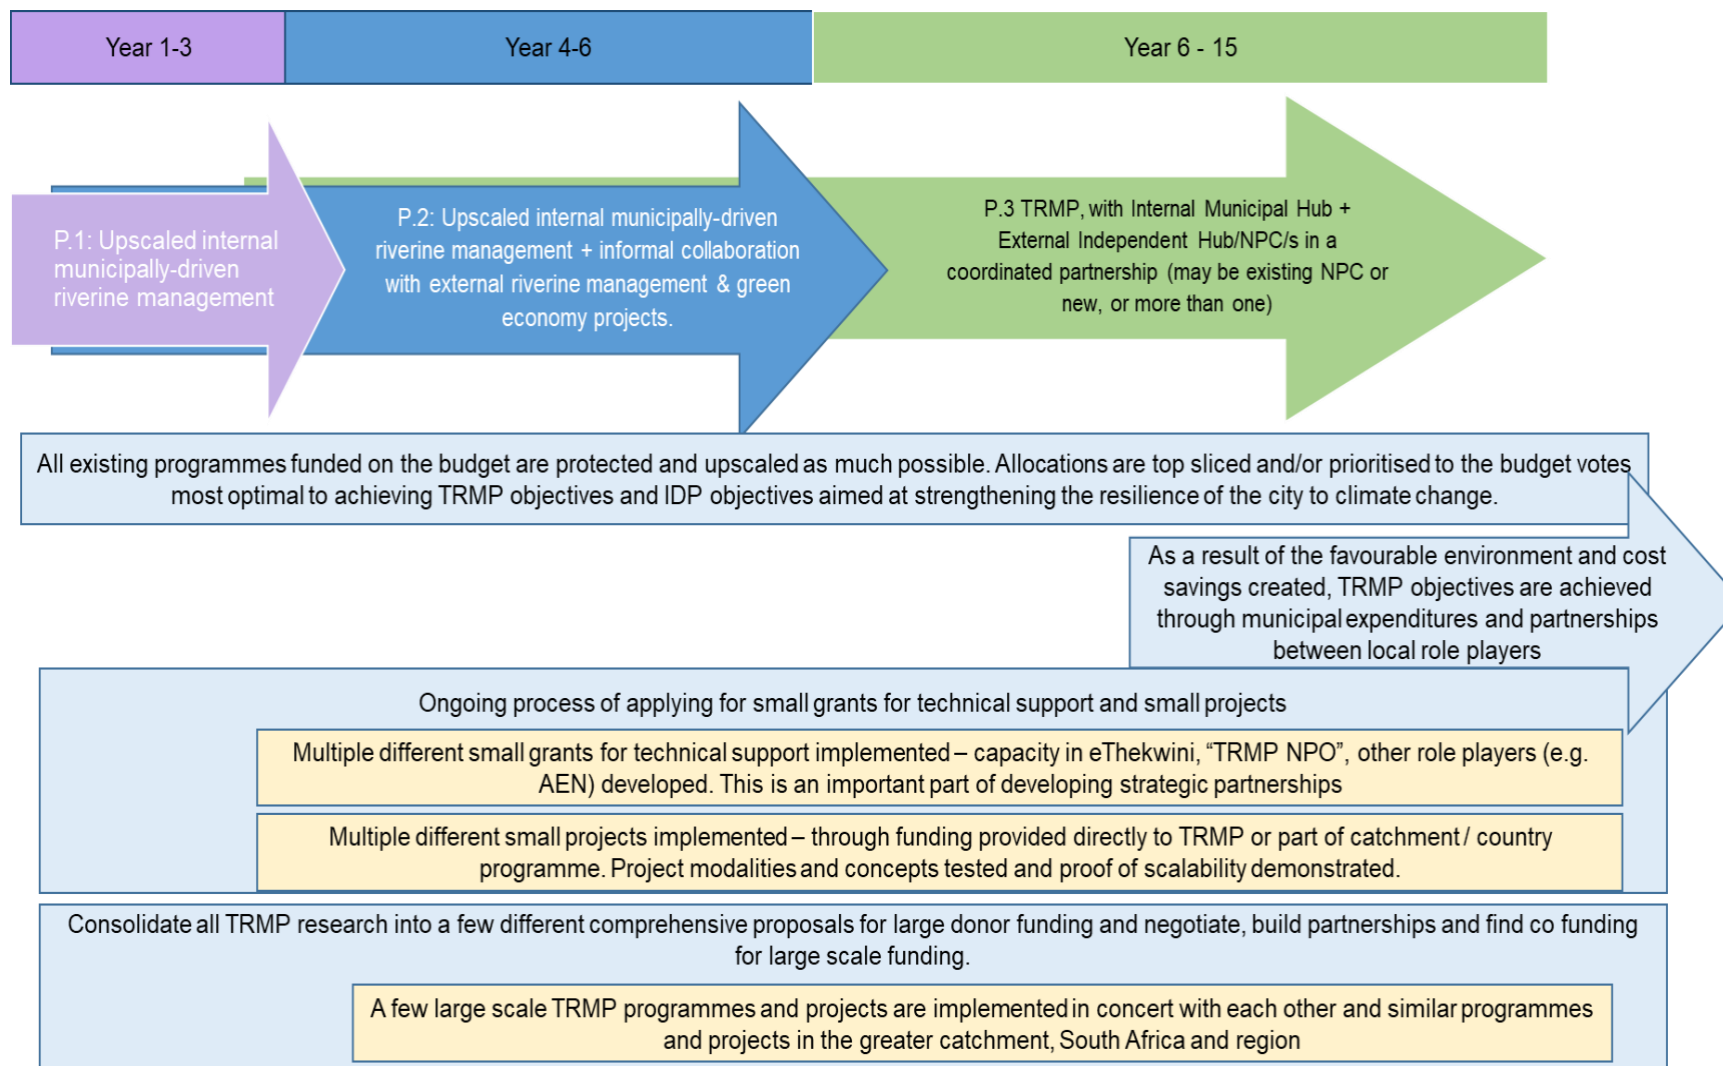 Year 1-3
Year 4-6
Year 6 - 15
P.1: Upscaled internal
municipally-driven
riverine management
P.2: Upscaled internal municipally-driven
riverine management + informal collaboration
with external riverine management & green
economy projects.
P.3 TRMP, with Internal Municipal Hub +
External Independent Hub/NPC/s in a
coordinated partnership (may be existing NPC or
new, or more than one)
All existing programmes funded on the budget are protected and upscaled as much possible. Allocations are top sliced and/or prioritised to the budget votes
most optimal to achieving TRMP objectives and IDP objectives aimed at strengthening the resilience of the city to climate change.
As a result of the favourable environment and cost
savings created, TRMP objectives are achieved
through municipal expenditures and partnerships
between local role players
Ongoing process of applying for small grants for technical support and small projects
Multiple different small grants for technical support implemented – capacity in eThekwini, “TRMP NPO”, other role players (e.g.
AEN) developed. This is an important part of developing strategic partnerships
Multiple different small projects implemented – through funding provided directly to TRMP or part of catchment / country
programme. Project modalities and concepts tested and proof of scalability demonstrated.
Consolidate all TRMP research into a few different comprehensive proposals for large donor funding and negotiate, build partnerships and find co funding
for large scale funding.
A few large scale TRMP programmes and projects are implemented in concert with each other and similar programmes
and projects in the greater catchment, South Africa and region